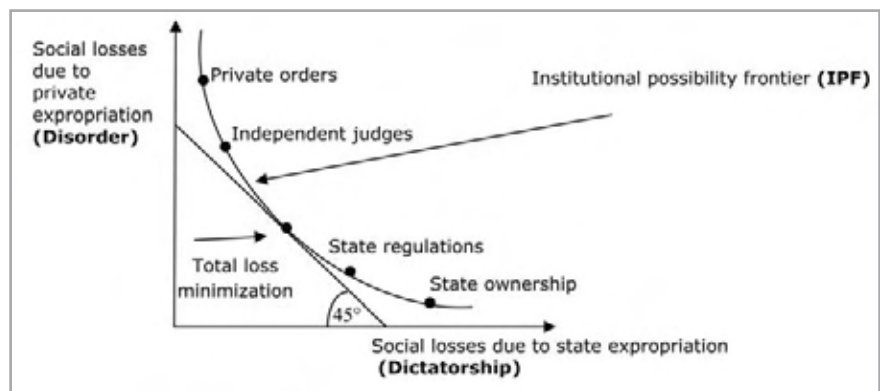 Social losses
due to
private
expropriation
(Disorder)
Private orders
Institutional possibility frontier (IPF)
Independent judges
State regulations
Total loss
minimization
State ownership
45°
Social losses due to state expropriation
(Dictatorship)